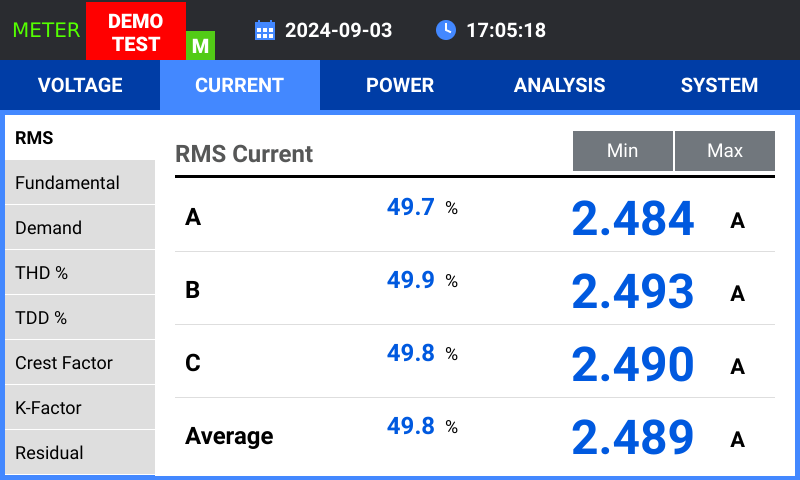 METER
DEMO
TEST
M
2024-09-03
17:05:18
VOLTAGE
CURRENT
POWER
ANALYSIS
SYSTEM
RMS
Fundamental
Demand
THD %
TDD %
Crest Factor
K-Factor
Residual
RMS Current
Min
Max
A 49.7 % 2.484 A
B 49.9 % 2.493 A
C 49.8 % 2.490 A
Average 49.8 % 2.489 A